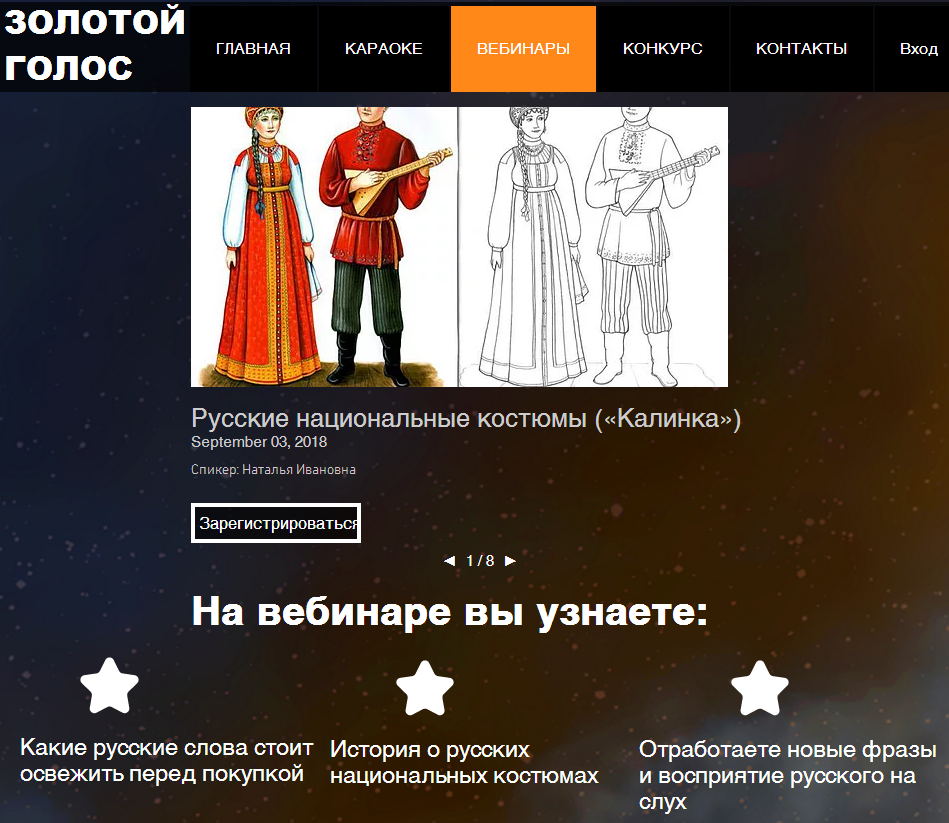 золотой
голос
ГЛАВНАЯ КАРАОКЕ ВЕБИНАРЫ КОНКУРС КОНТАКТЫ Вход
Русские национальные костюмы («Калинка»)
September 03, 2018
Спикер: Наталья Ивановна
Зарегистрироваться
1 / 8
На вебинаре вы узнаете:
Какие русские слова стоит
освежить перед покупкой
История о русских
национальных костюмах
Отработаете новые фразы
и восприятие русского на
слух